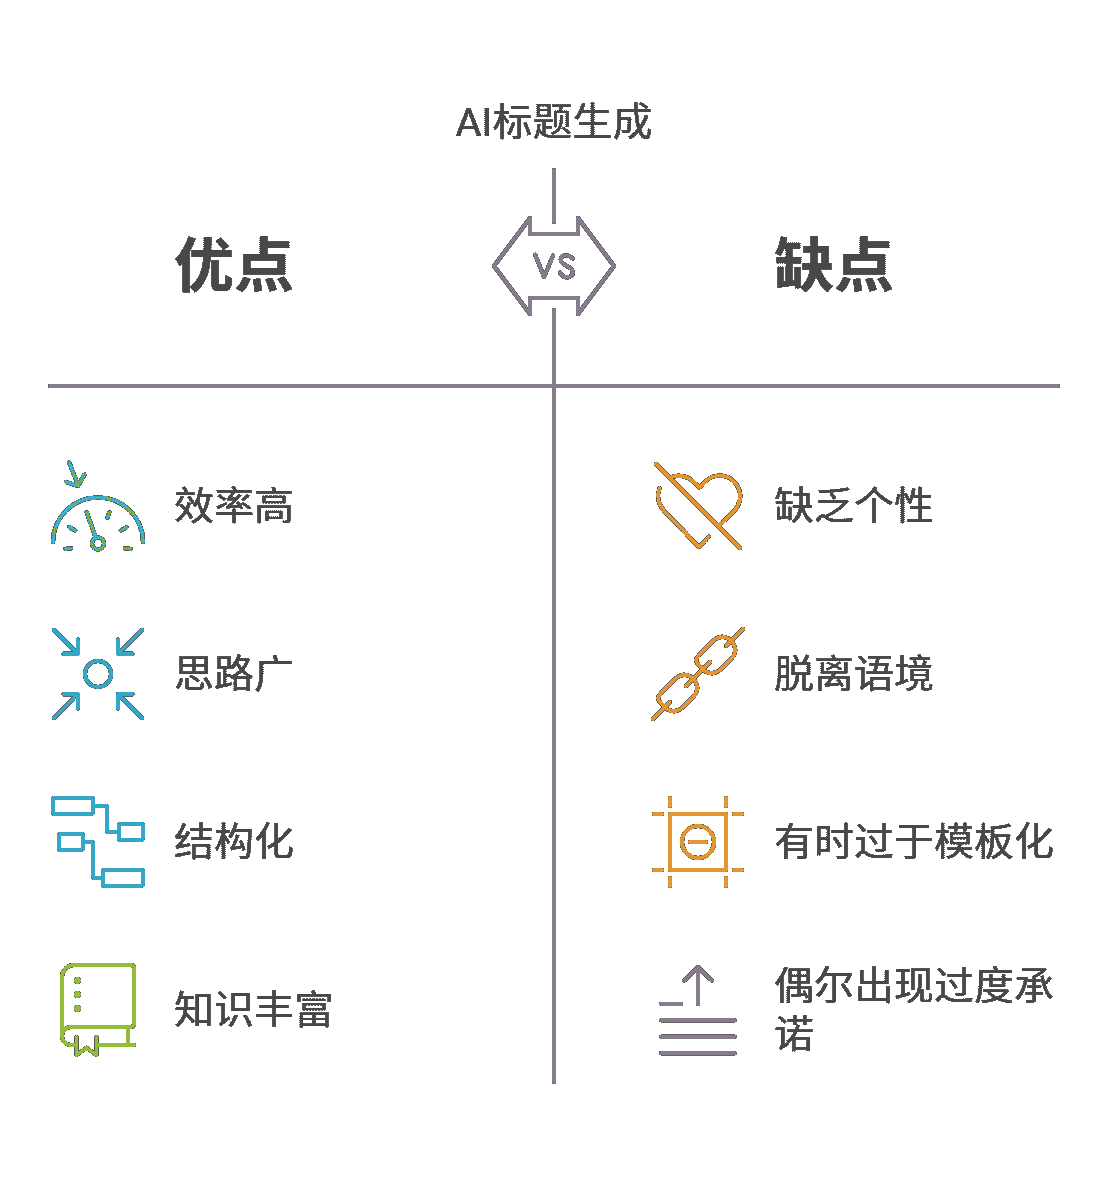 AI标题生成
优点
VS
缺点
效率高
缺乏个性
思路广
脱离语境
结构化
有时过于模板化
知识丰富
偶尔出现过度承
诺